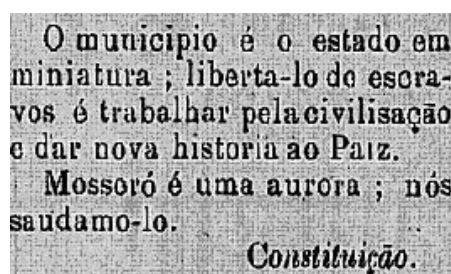 O municipio é o estado em
miniatura ; liberta-lo de escra-
vos é trabalhar pela civilisação
e dar nova historia ao Paiz.
Mossoró é uma aurora ; nós
saudamo-lo.
Constituição.